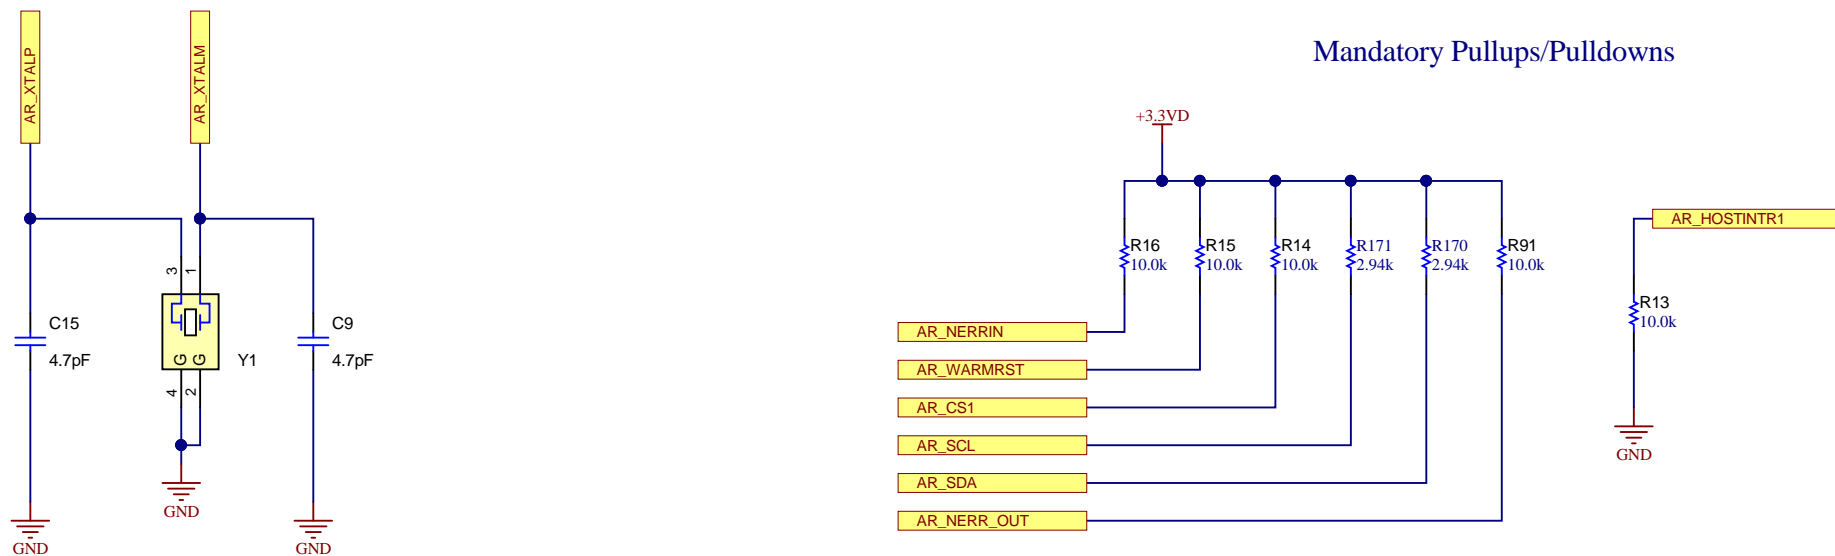 AR_XTALP
AR_XTALM
3
1
C15
4.7pF
G
G
Y1
C9
4.7pF
4
2
GND
GND
GND
Mandatory Pullups/Pulldowns
+3.3VD
R16
10.0k
R15
10.0k
R14
10.0k
R171
2.94k
R170
2.94k
R91
10.0k
AR_NERRIN
AR_WARMRST
AR_CS1
AR_SCL
AR_SDA
AR_NERR_OUT
AR_HOSTINTR1
R13
10.0k
GND